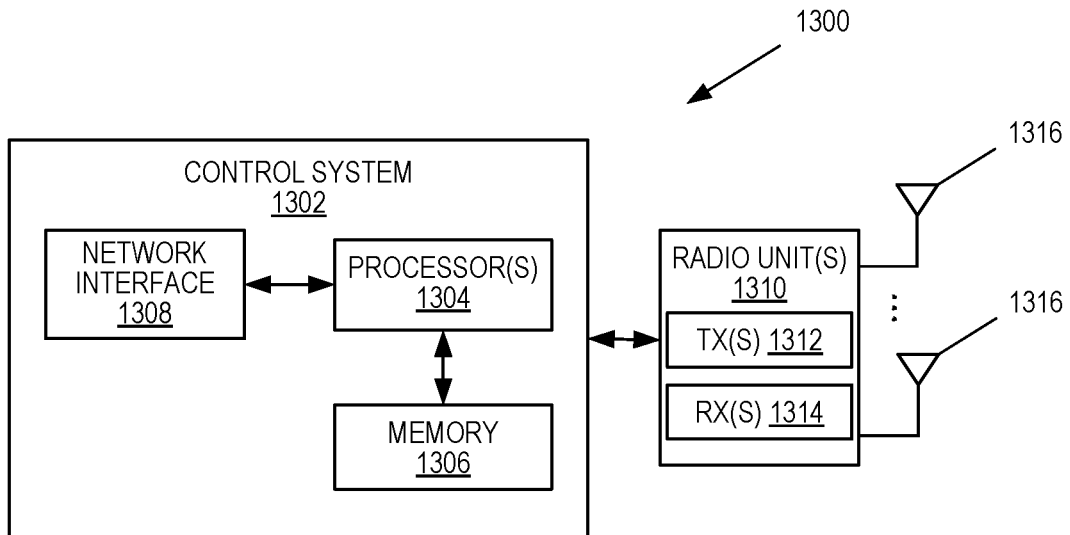 1300
1316
CONTROL SYSTEM
1302
NETWORK
INTERFACE
1308
PROCESSOR(S)
1304
RADIO UNIT(S)
1310
1316
TX(S) 1312
RX(S) 1314
MEMORY
1306